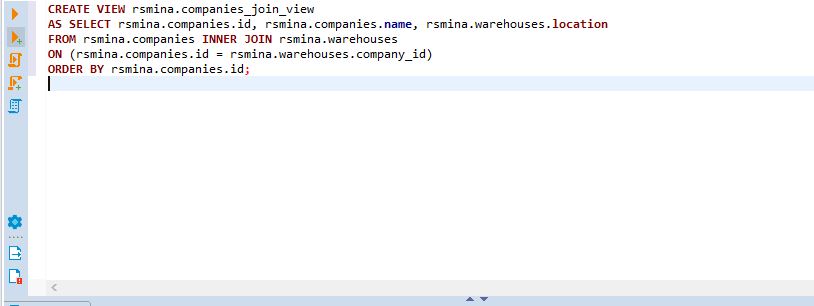 CREATE VIEW rsmina.companies_join_view
AS SELECT rsmina.companies.id, rsmina.companies.name, rsmina.warehouses.location
FROM rsmina.companies INNER JOIN rsmina.warehouses
ON (rsmina.companies.id = rsmina.warehouses.company_id)
ORDER BY rsmina.companies.id;